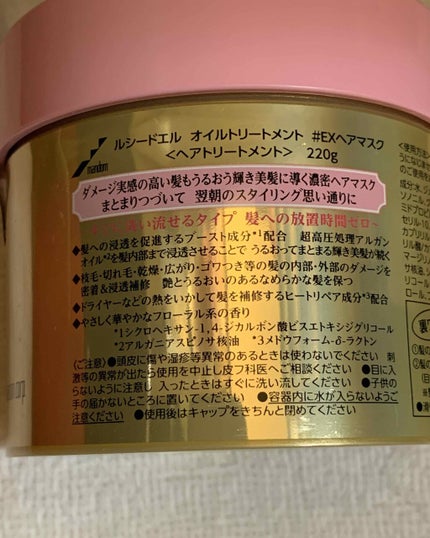 mandom
ルシードエル オイルトリートメント #EXヘアマスク
<ヘアトリートメント> 220g
ダメージ実感の高い髪もうるおう輝き美髪に導く濃密ヘアマスク
まとまりつづいて 翌朝のスタイリング思い通りに
洗い流せるタイプ 髪への放置時間ゼロ~
◆髪への浸透を促進するブースト成分*1配合 超高圧処理アルガン
オイル*2を髪内部まで浸透させることで うるおってまとまり輝き美髪が続く
◆枝毛・切れ毛・乾燥・広がり・ゴワつき等の髪の内部・外部のダメージを
密着&浸透補修 艶とうるおいのあるなめらかな髪を保つ
◆ドライヤーなどの熱をいかして髪を補修するヒートリペア成分*3配合
◆やさしく華やかなフローラル系の香り
*1シクロヘキサン-1,4-ジカルボン酸ビスエトキシジグリコール
*2アルガニアスピノサ核油 *3メドウフォーム-δ-ラクトン
(ご注意)●頭皮に傷や湿疹等異常のあるときは使わないでください 刺
激等の異常が出たら使用を中止し皮フ科医へご相談ください ●目に入
らないように注意し 入ったときはすぐに洗い流してください ●子供の
手の届かないところに置いてください ●容器内に水が入らないようご
注意ください ●使用後はキャップをきちんと閉めてください